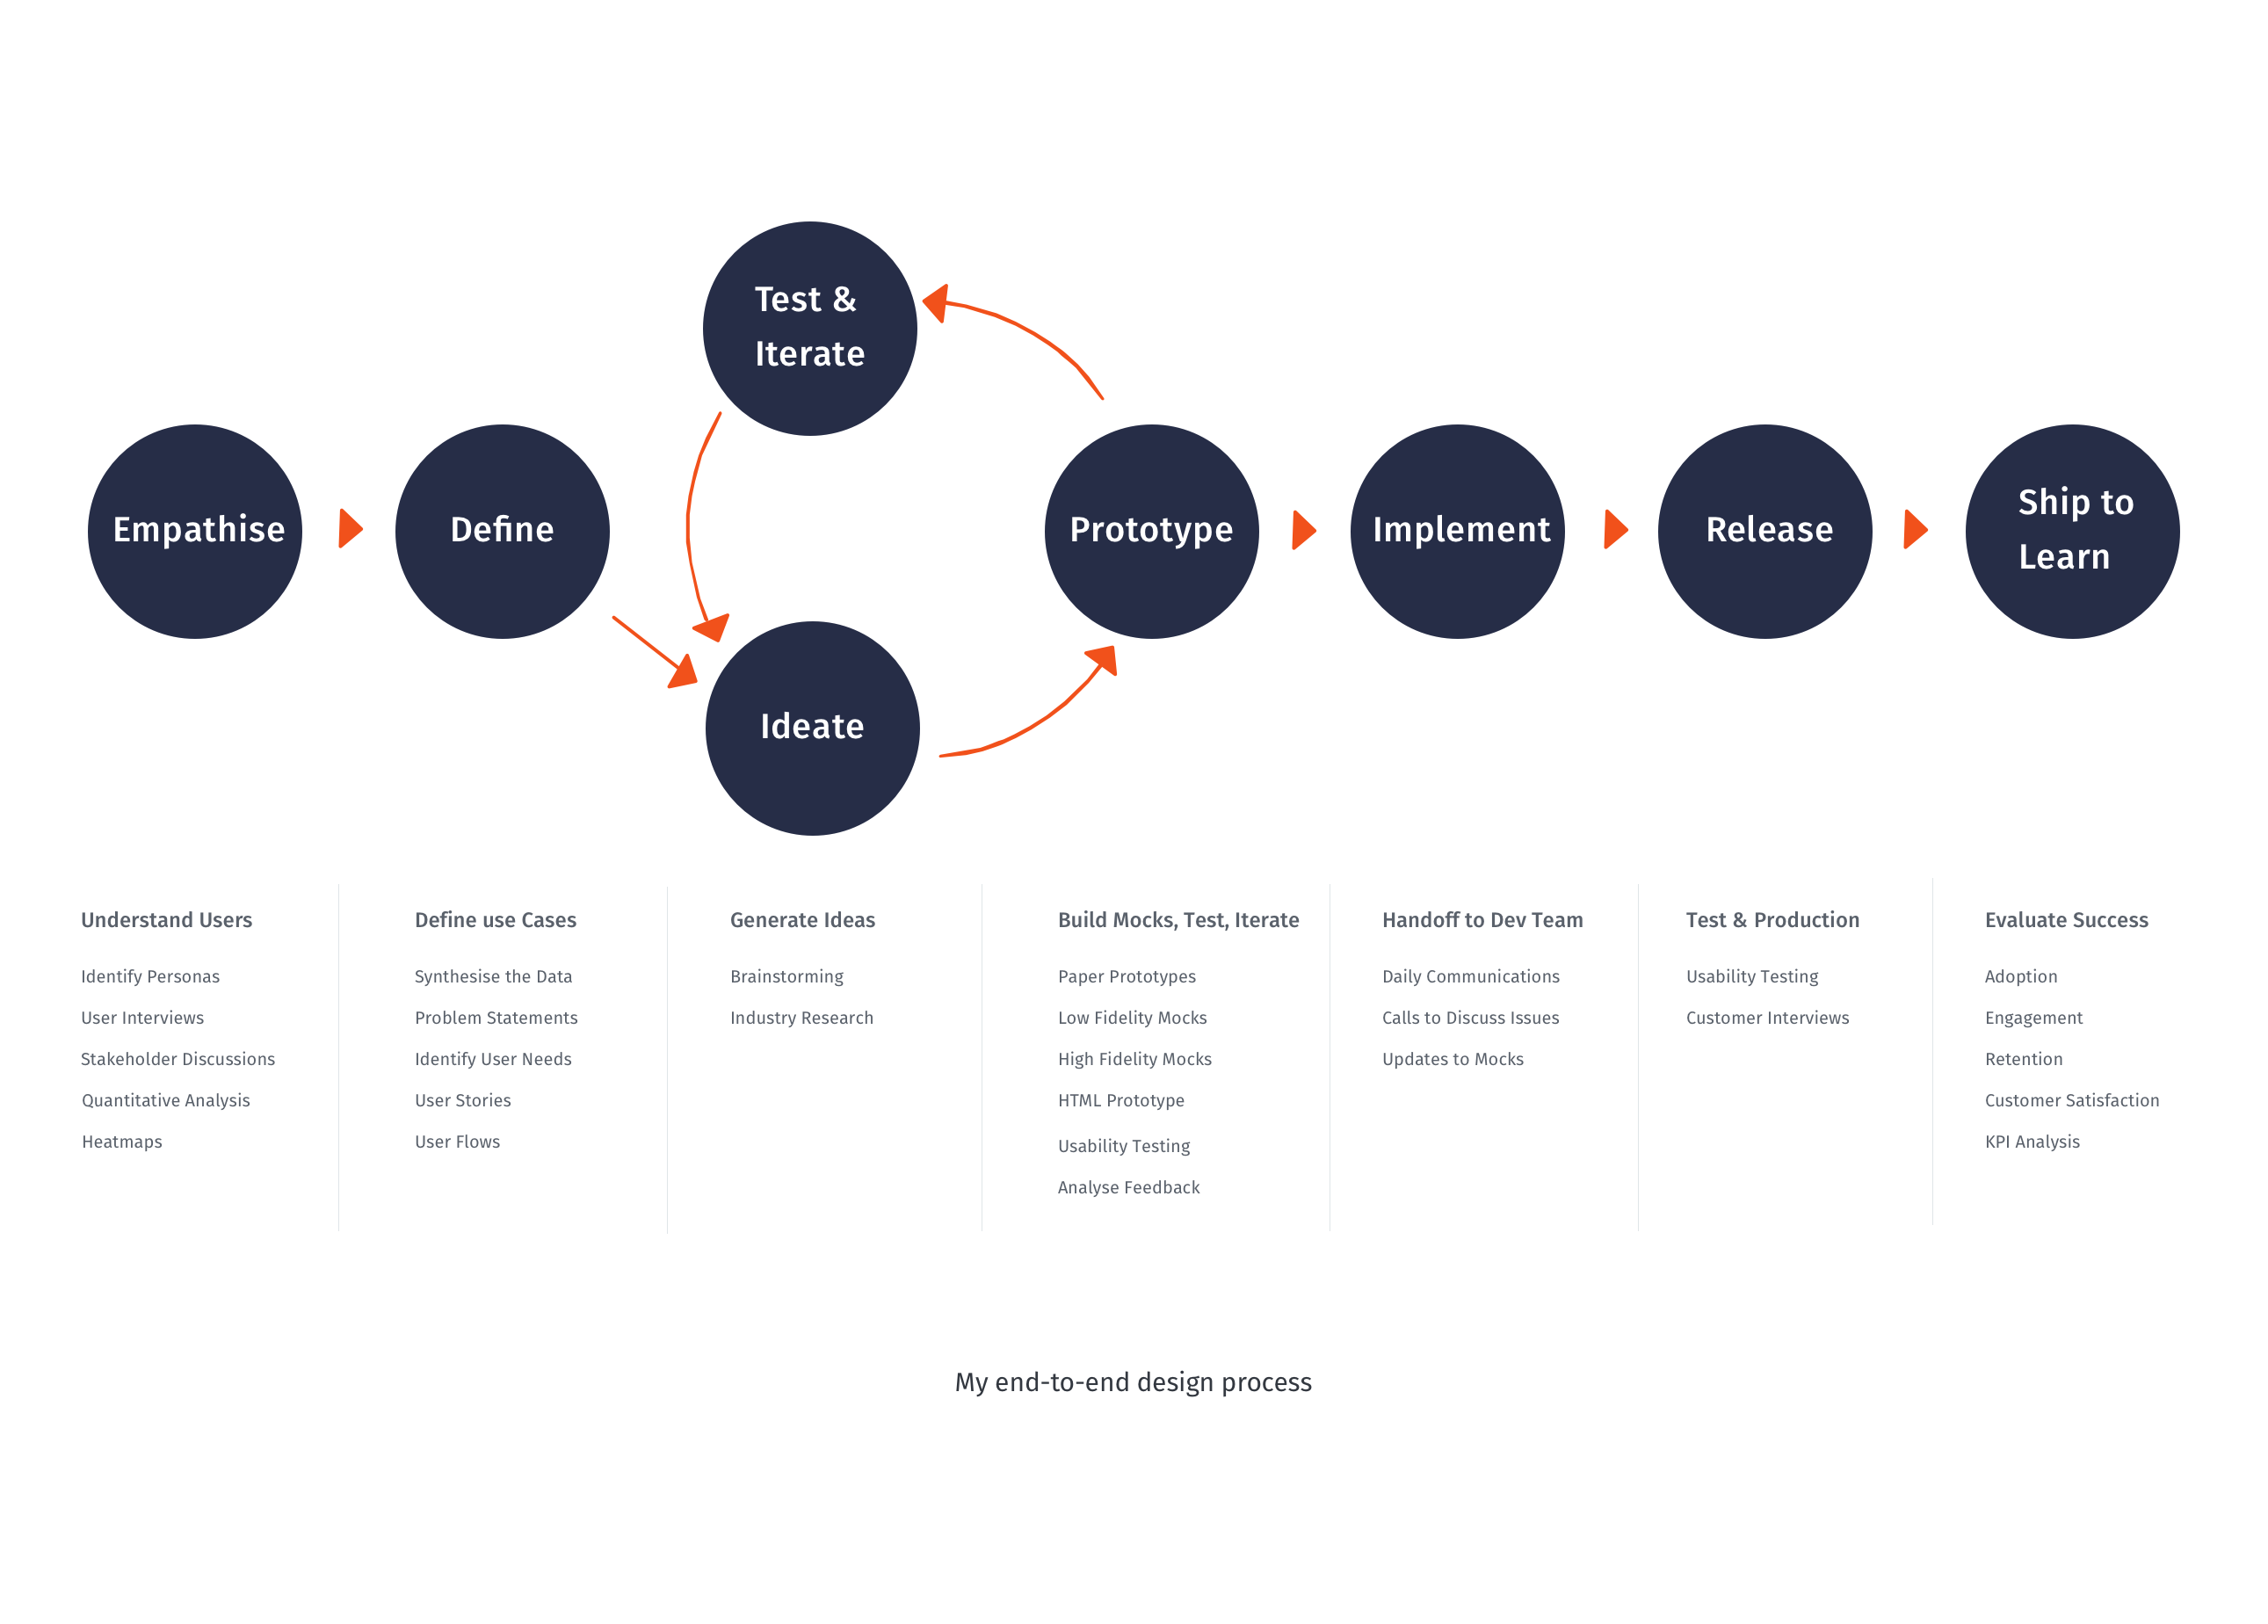 Test &
Iterate
Empathise
Define
Prototype
Implement
Release
Ship to
Learn
Ideate
Understand Users
Identify Personas
User Interviews
Stakeholder Discussions
Quantitative Analysis
Heatmaps
Define use Cases
Synthesise the Data
Problem Statements
Identify User Needs
User Stories
User Flows
Generate Ideas
Brainstorming
Industry Research
Build Mocks, Test, Iterate
Paper Prototypes
Low Fidelity Mocks
High Fidelity Mocks
HTML Prototype
Usability Testing
Analyse Feedback
Handoff to Dev Team
Daily Communications
Calls to Discuss Issues
Updates to Mocks
Test & Production
Usability Testing
Customer Interviews
Evaluate Success
Adoption
Engagement
Retention
Customer Satisfaction
KPI Analysis
My end-to-end design process